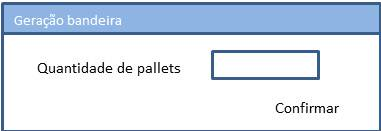 Geração bandeira
Quantidade de pallets
Confirmar